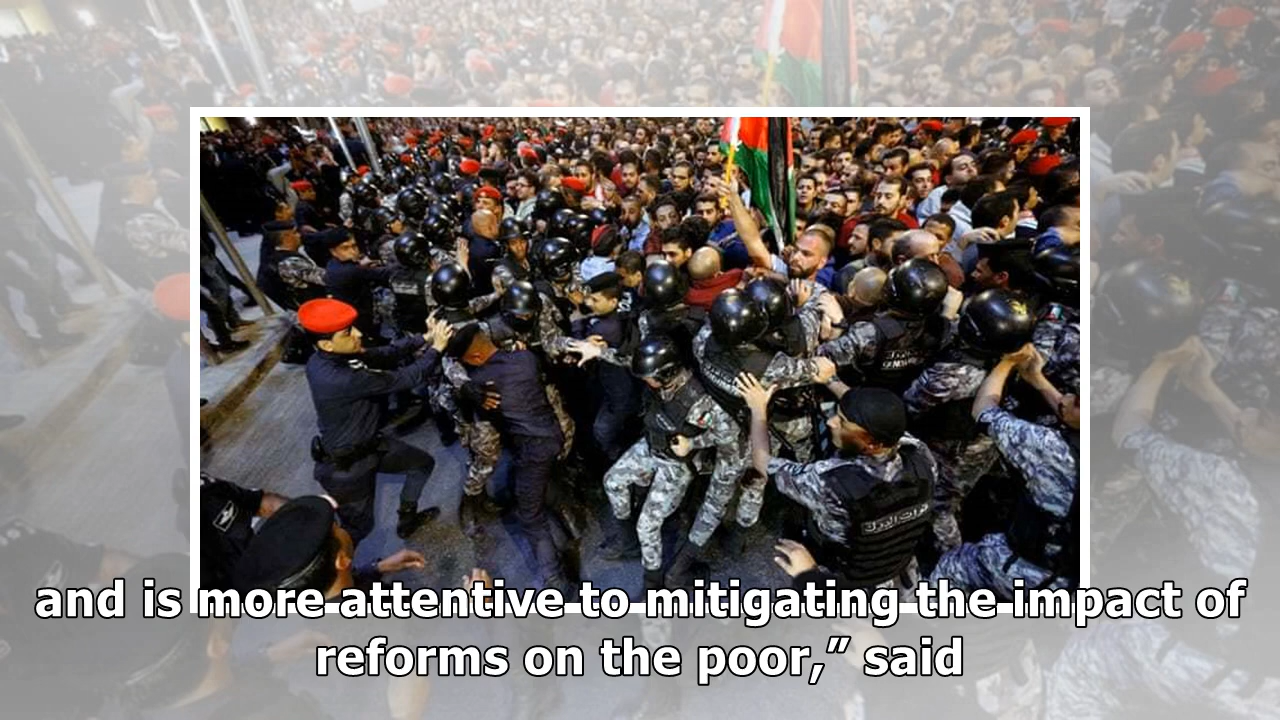 and is more attentive to mitigating the impact of
reforms on the poor,” said